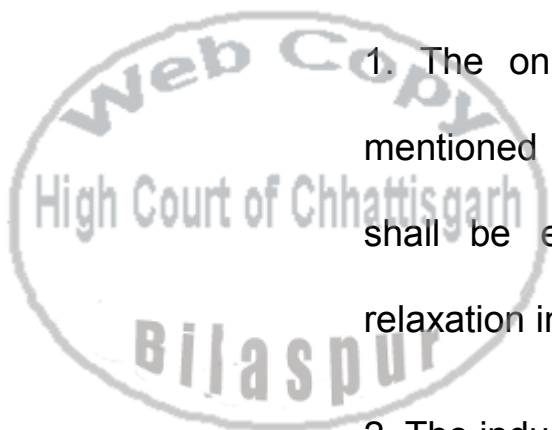 Web Copy
High Court of Chhattisgarh
Bilaspur
1. The on
mentioned
shall be e
relaxation in
2. The indu